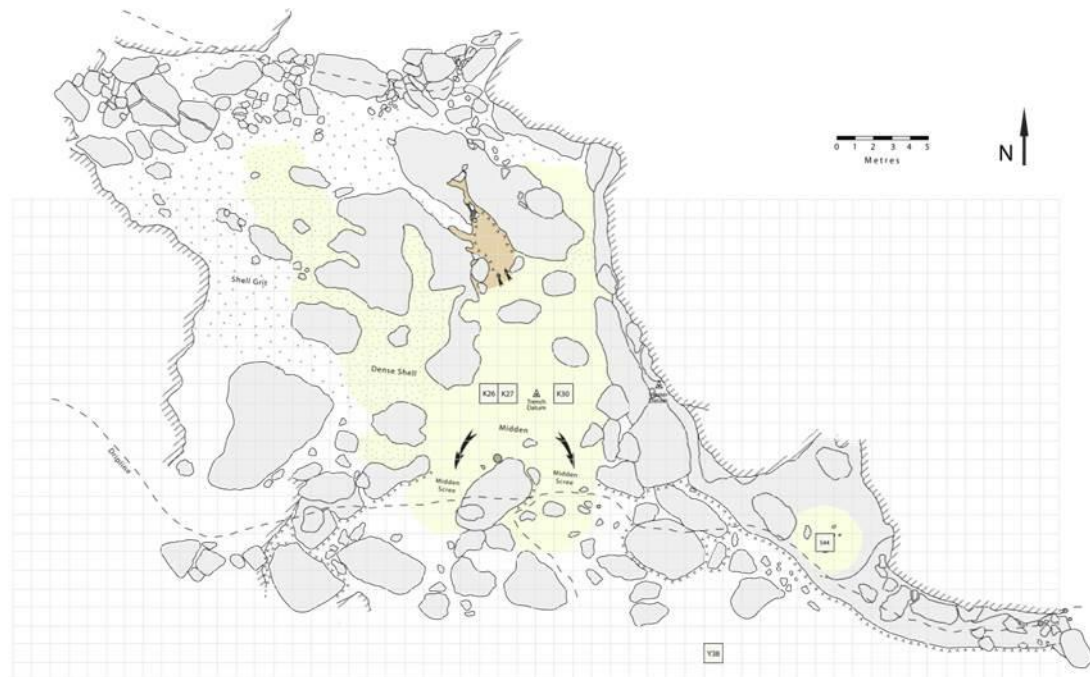 0 1 2 3 4 5
Metres
N
Shell Grit
Dense Shell
K26 K27
Trench
Datum
K30
Datum
Midden
Dripline
Midden
Scree
Midden
Scree
Y38